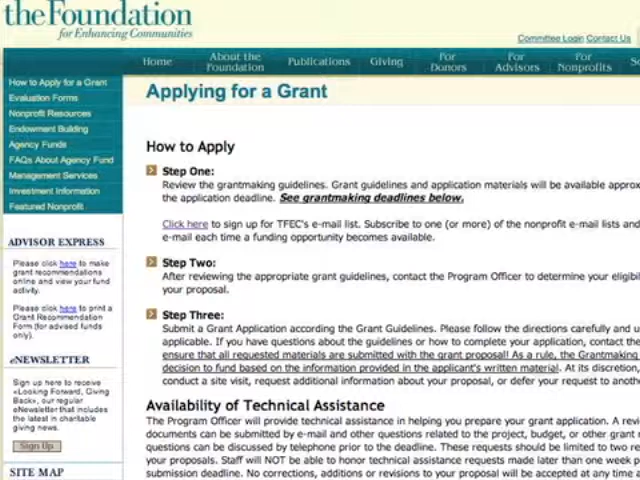 the Foundation
for Enhancing Communities
Committee Login Contact Us
Home
About the
Foundation
Publications
Giving
For
Donors
For
Advisors
For
Nonprofits
How to Apply for a Grant
Evaluation Forms
Nonprofit Resources
Endowment Building
Agency Funds
FAQs About Agency Fund
Management Services
Investment Information
Featured Nonprofit
ADVISOR EXPRESS
Please click here to make
grant recommendations
online and view your fund
activity.
Please click here to print a
Grant Recommendation
Form (for advised funds
only).
eNEWSLETTER
Sign up here to receive
«Looking Forward, Giving
Back», our regular
eNewsletter that includes
the latest in charitable
giving news.
Sign Up
SITE MAP
Applying for a Grant
How to Apply
Step One:
Review the grantmaking guidelines. Grant guidelines and application materials will be available approx
the application deadline. See grantmaking deadlines below.
Click here to sign up for TFEC's e-mail list. Subscribe to one (or more) of the nonprofit e-mail lists and
e-mail each time a funding opportunity becomes available.
Step Two:
After reviewing the appropriate grant guidelines, contact the Program Officer to determine your eligibi
your proposal.
Step Three:
Submit a Grant Application according the Grant Guidelines. Please follow the directions carefully and u
applicable. If you have questions about the guidelines or how to complete your application, contact the
ensure that all requested materials are submitted with the grant proposal! As a rule, the Grantmaking
decision to fund based on the information provided in the applicant's written material. At its discretion,
conduct a site visit, request additional information about your proposal, or defer your request to anoth
Availability of Technical Assistance
The Program Officer will provide technical assistance in helping you prepare your grant application. A revi
documents can be submitted by e-mail and other questions related to the project, budget, or other grant
questions can be discussed by telephone prior to the deadline. These requests should be limited to two re
your proposals. Staff will NOT be able to honor technical assistance requests made later than one week p
submission deadline. No corrections, additions or revisions to your proposal will be accepted at any time a